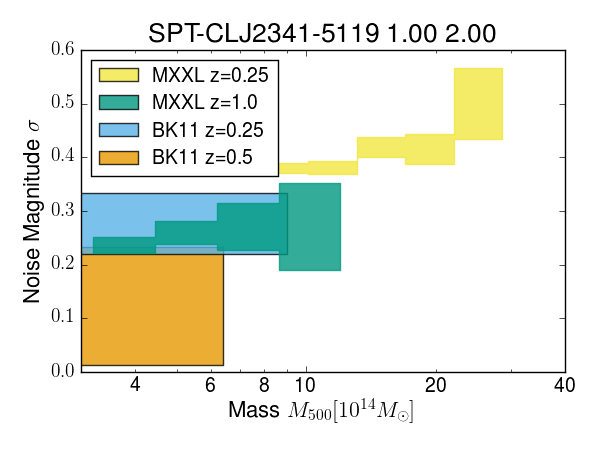 SPT-CLJ2341-5119 1.00 2.00
0.6
MXXL z=0.25
MXXL z=1.0
BK11 z=0.25
BK11 z=0.5
0.5
0.4
0.3
0.2
0.1
0.0
Noise Magnitude σ
4 6 8 10 20 40
Mass M₅₀₀[10¹⁴M☉]